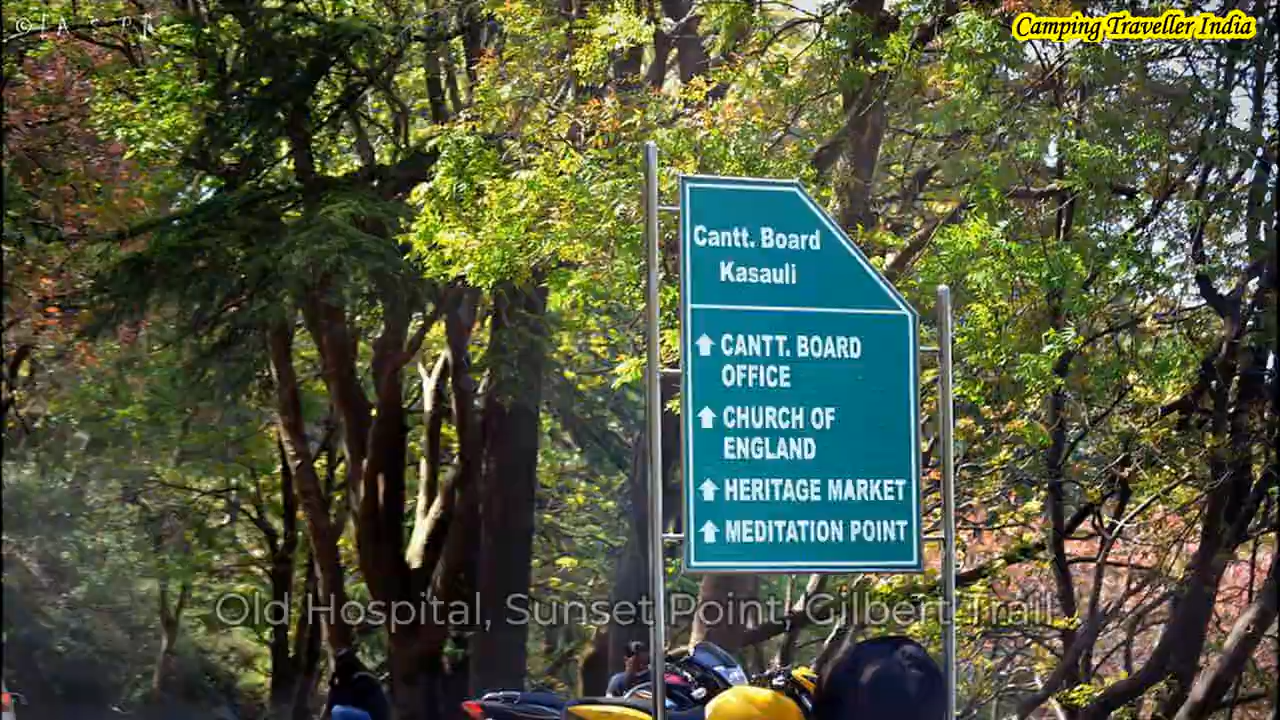 Camping Traveller India
Cantt. Board
Kasauli
CANTT. BOARD
OFFICE
CHURCH OF
ENGLAND
HERITAGE MARKET
MEDITATION POINT
Old Hospital, Sunset Point, Gilbert Trail